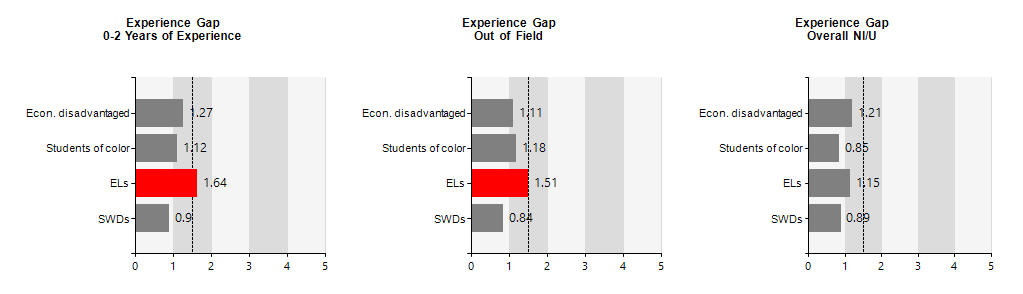 Experience Gap
0-2 Years of Experience
Econ. disadvantaged
1.27
Students of color
1.12
ELs
1.64
SWDs
0.9
0 1 2 3 4 5
Experience Gap
Out of Field
Econ. disadvantaged
1.11
Students of color
1.18
ELs
1.51
SWDs
0.84
0 1 2 3 4 5
Experience Gap
Overall NI/U
Econ. disadvantaged
1.21
Students of color
0.85
ELs
1.15
SWDs
0.89
0 1 2 3 4 5